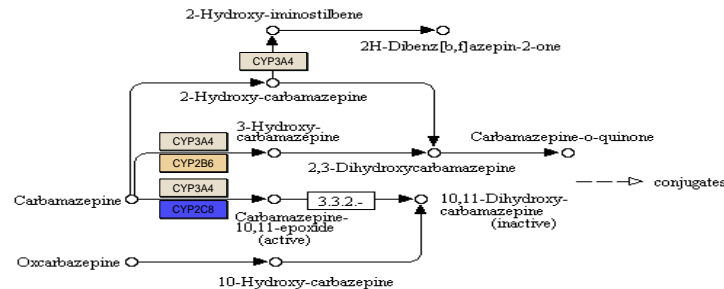 2-Hydroxy-iminostilbene
2H-Dibenz[b,f]azepin-2-one
CYP3A4
2-Hydroxy-carbamazepine
3-Hydroxy-
carbamazepine
Carbamazepine-o-quinone
CYP3A4
CYP2B6
2,3-Dihydroxycarbamazepine
CYP3A4
conjugates
Carbamazepine
3.3.2.-
10,11-Dihydroxy-
carbamazepine
(inactive)
CYP2C8
Carbamazepine-
10,11-epoxide
(active)
Oxcarbazepine
10-Hydroxy-carbazepine